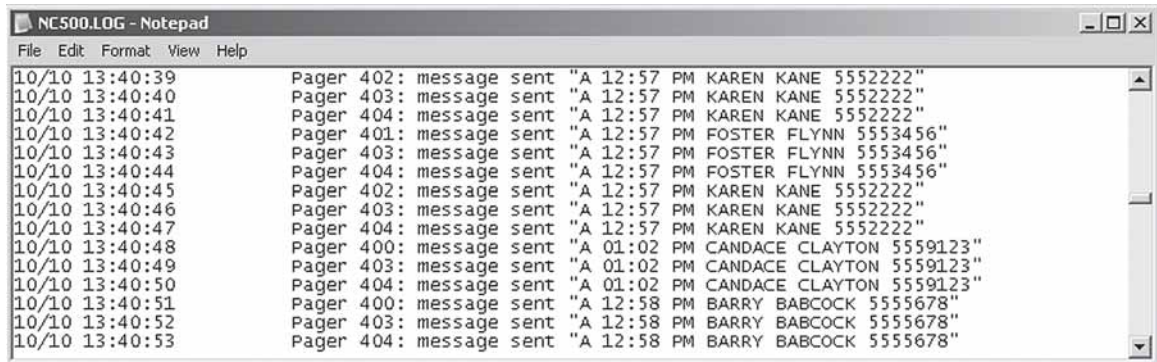 NC500.LOG - Notepad
File Edit Format View Help
10/10 13:40:39 Pager 402: message sent "A 12:57 PM KAREN KANE 5552222"
10/10 13:40:40 Pager 403: message sent "A 12:57 PM KAREN KANE 5552222"
10/10 13:40:41 Pager 404: message sent "A 12:57 PM KAREN KANE 5552222"
10/10 13:40:42 Pager 401: message sent "A 12:57 PM FOSTER FLYNN 5553456"
10/10 13:40:43 Pager 403: message sent "A 12:57 PM FOSTER FLYNN 5553456"
10/10 13:40:44 Pager 404: message sent "A 12:57 PM FOSTER FLYNN 5553456"
10/10 13:40:45 Pager 402: message sent "A 12:57 PM KAREN KANE 5552222"
10/10 13:40:46 Pager 403: message sent "A 12:57 PM KAREN KANE 5552222"
10/10 13:40:47 Pager 404: message sent "A 12:57 PM KAREN KANE 5552222"
10/10 13:40:48 Pager 400: message sent "A 01:02 PM CANDACE CLAYTON 5559123"
10/10 13:40:49 Pager 403: message sent "A 01:02 PM CANDACE CLAYTON 5559123"
10/10 13:40:50 Pager 404: message sent "A 01:02 PM CANDACE CLAYTON 5559123"
10/10 13:40:51 Pager 400: message sent "A 12:58 PM BARRY BABCOCK 5555678"
10/10 13:40:52 Pager 403: message sent "A 12:58 PM BARRY BABCOCK 5555678"
10/10 13:40:53 Pager 404: message sent "A 12:58 PM BARRY BABCOCK 5555678"